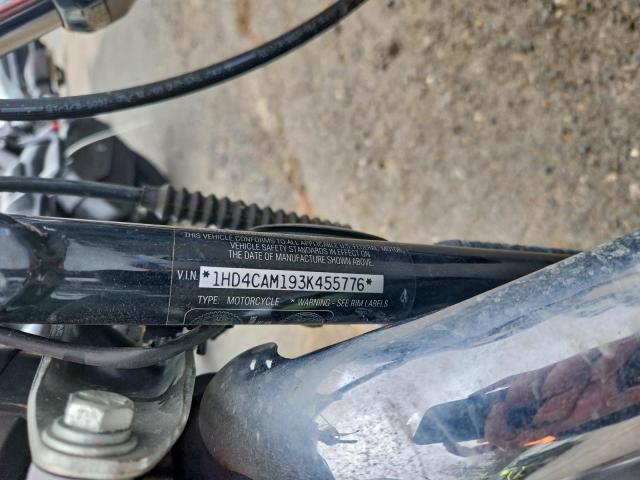 THIS VEHICLE CONFORMS TO ALL APPLICABLE U.S. FEDERAL MOTOR
VEHICLE SAFETY STANDARDS IN EFFECT ON
THE DATE OF MANUFACTURE SHOWN ABOVE.
V.I.N. *1HD4CAM193K455776*
TYPE: MOTORCYCLE *WARNING - SEE RIM LABELS